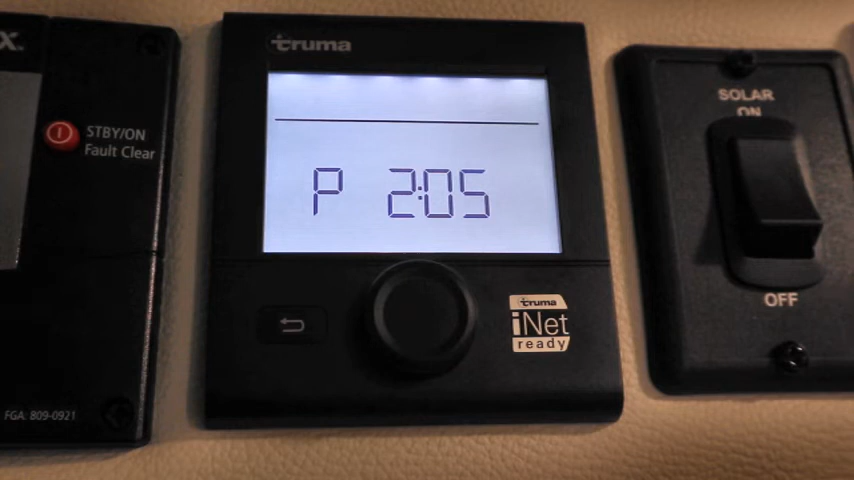 X
STBY/ON
Fault Clear
FGA: 809-0921
truma
P 2:05
truma
iNet
ready
SOLAR
ON
OFF